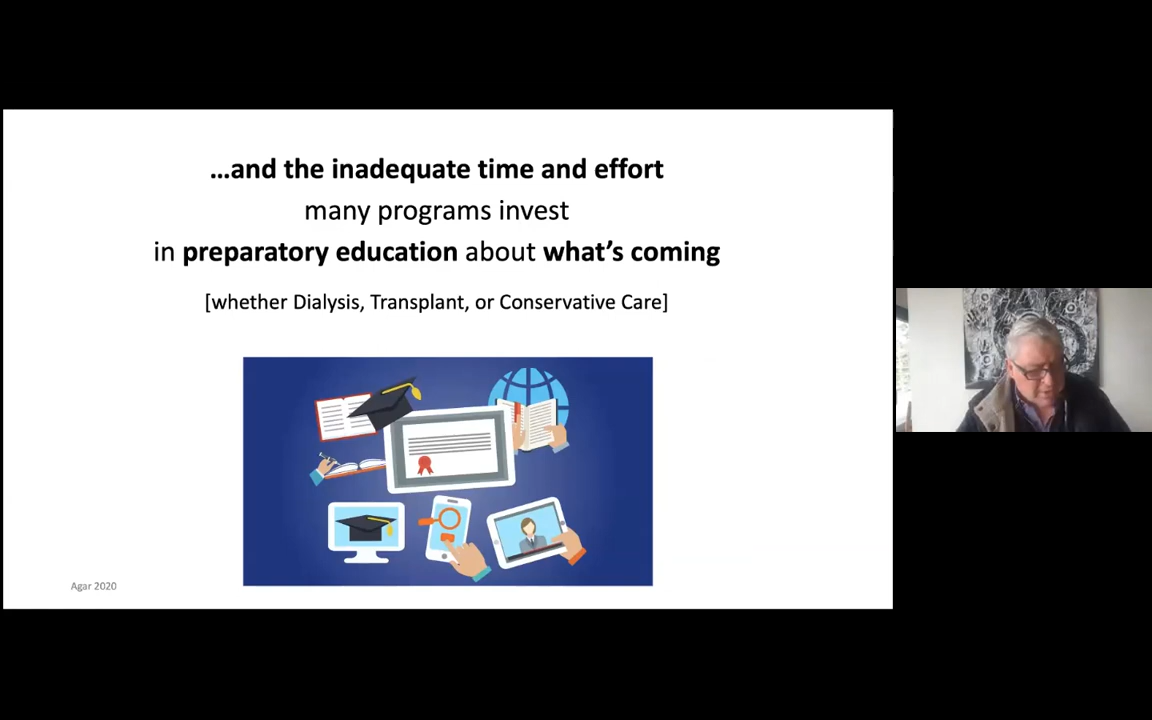 …and the inadequate time and effort
many programs invest
in preparatory education about what’s coming
[whether Dialysis, Transplant, or Conservative Care]
Agar 2020